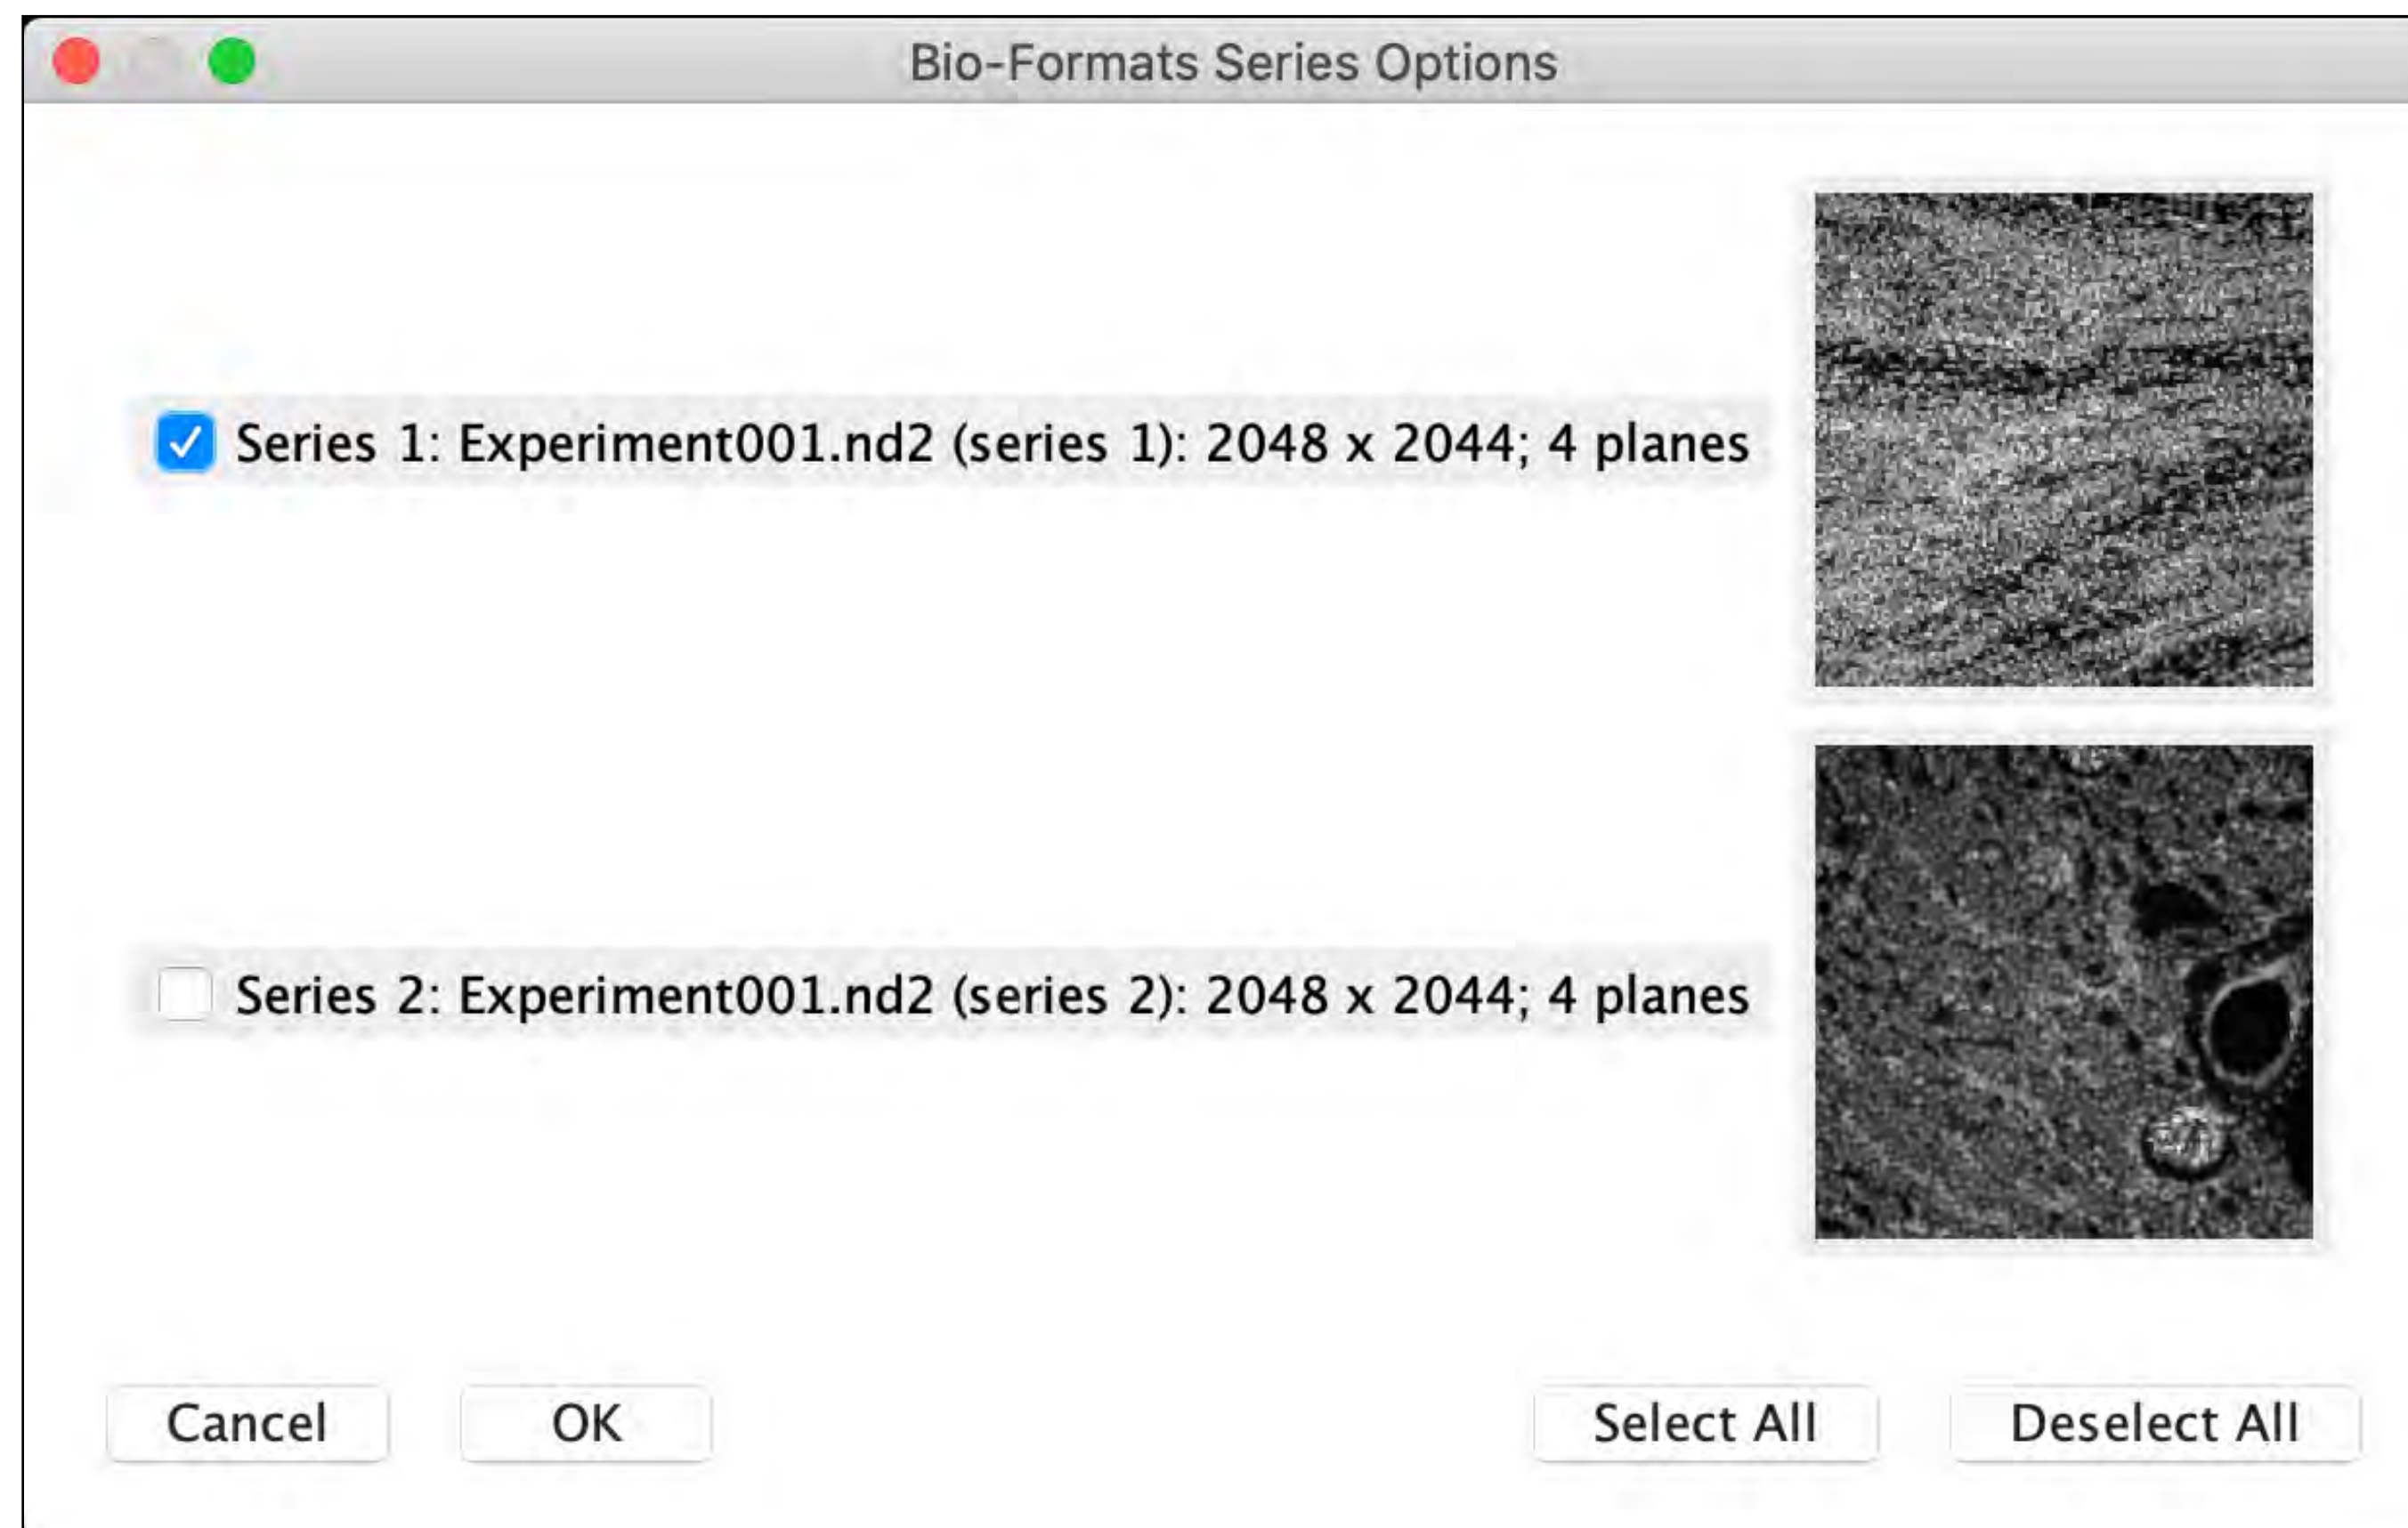 Bio-Formats Series Options
Series 1: Experiment001.nd2 (series 1): 2048 x 2044; 4 planes
Series 2: Experiment001.nd2 (series 2): 2048 x 2044; 4 planes
Cancel OK Select All Deselect All